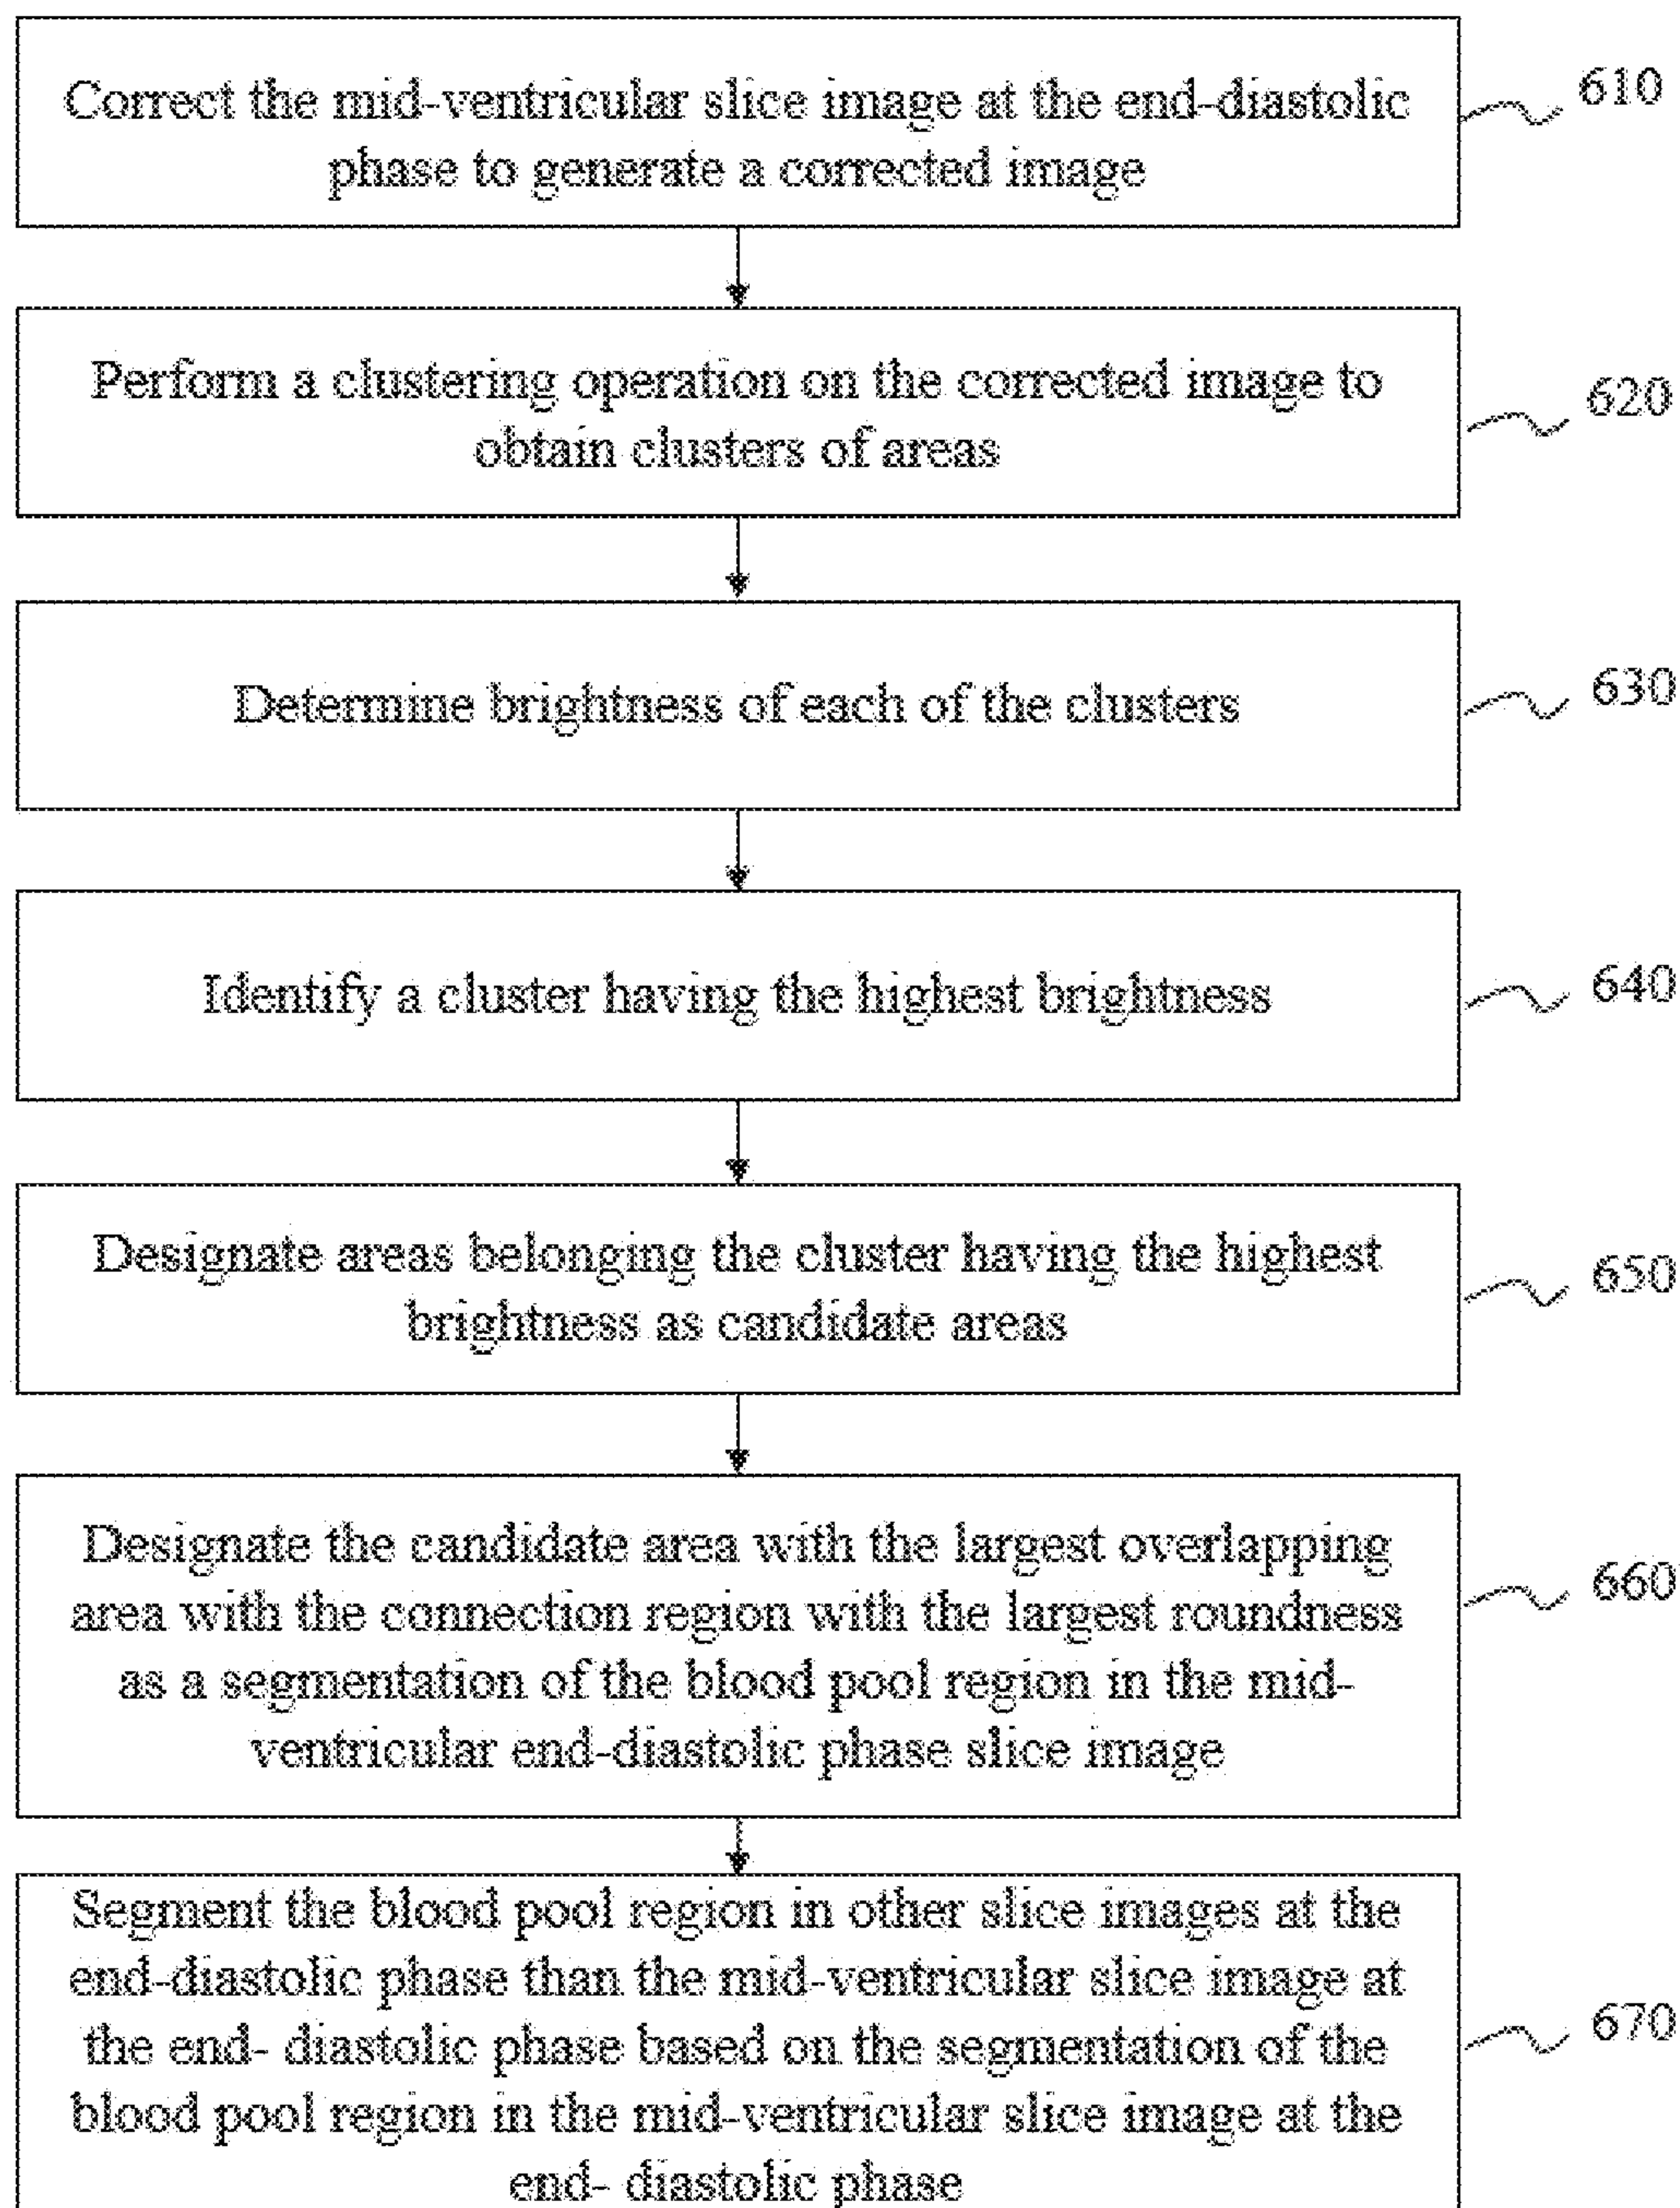 Correct the mid-ventricular slice image at the end-diastolic
phase to generate a corrected image
610
Perform a clustering operation on the corrected image to
obtain clusters of areas
620
Determine brightness of each of the clusters
630
Identify a cluster having the highest brightness
640
Designate areas belonging the cluster having the highest
brightness as candidate areas
650
Designate the candidate area with the largest overlapping
area with the connection region with the largest roundness
as a segmentation of the blood pool region in the mid-
ventricular end-diastolic phase slice image
660
Segment the blood pool region in other slice images at the
end-diastolic phase than the mid-ventricular slice image at
the end- diastolic phase based on the segmentation of the
blood pool region in the mid-ventricular slice image at the
end- diastolic phase
670